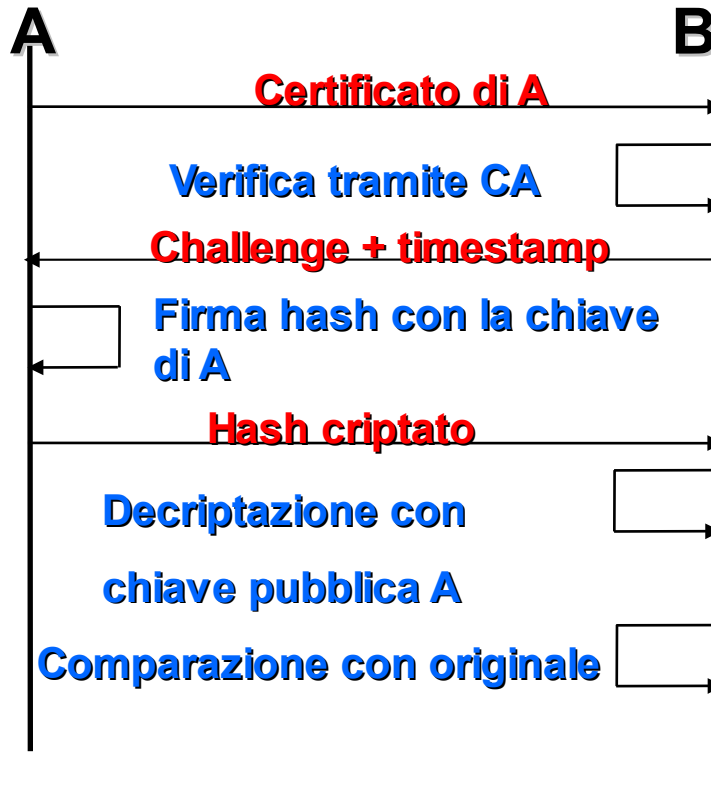 A
B
Certificato di A
Verifica tramite CA
Challenge + timestamp
Firma hash con la chiave
di A
Hash criptato
Decriptazione con
chiave pubblica A
Comparazione con originale